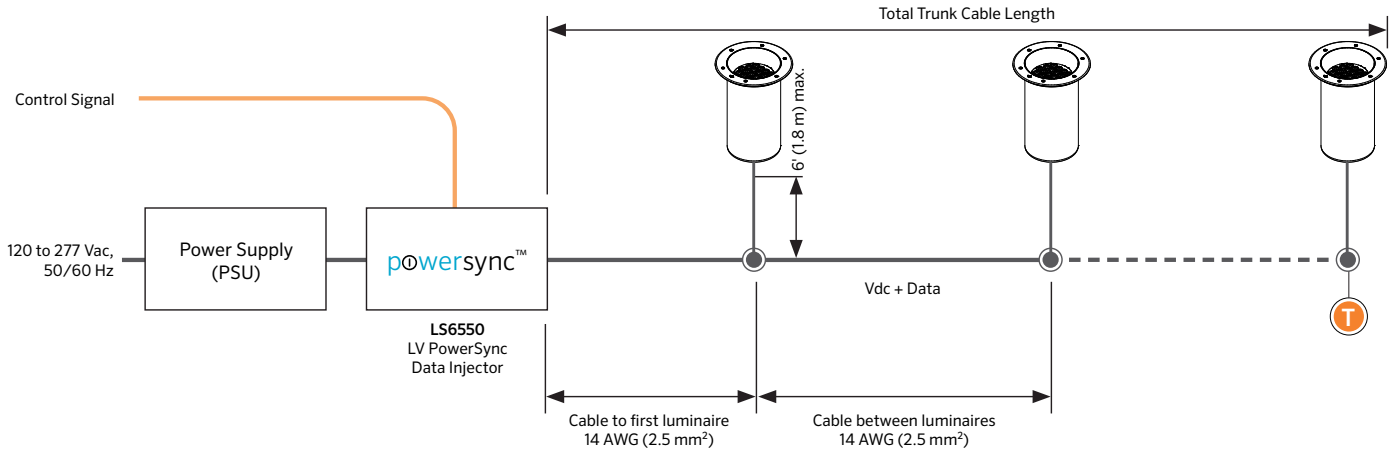 Total Trunk Cable Length
Control Signal
6' (1.8 m) max.
120 to 277 Vac,
50/60 Hz
Power Supply
(PSU)
powersync™
Vdc + Data
LS6550
LV PowerSync
Data Injector
T
Cable to first luminaire
14 AWG (2.5 mm²)
Cable between luminaires
14 AWG (2.5 mm²)